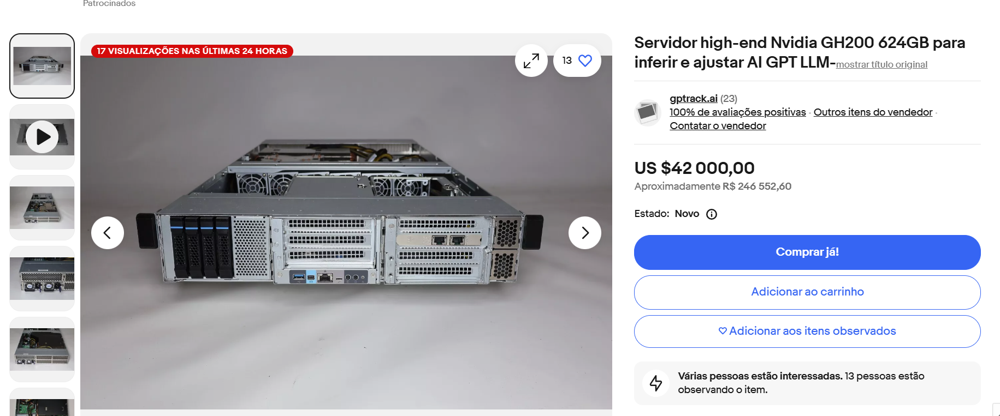 Patrocinados
17 VISUALIZAÇÕES NAS ÚLTIMAS 24 HORAS
13
Servidor high-end Nvidia GH200 624GB para
inferir e ajustar AI GPT LLM-mostrar título original
gptrack.ai (23)
100% de avaliações positivas · Outros itens do vendedor ·
Contatar o vendedor
US $42 000,00
Aproximadamente R$ 246 552,60
Estado: Novo
Comprar já!
Adicionar ao carrinho
Adicionar aos itens observados
Várias pessoas estão interessadas. 13 pessoas estão
observando o item.